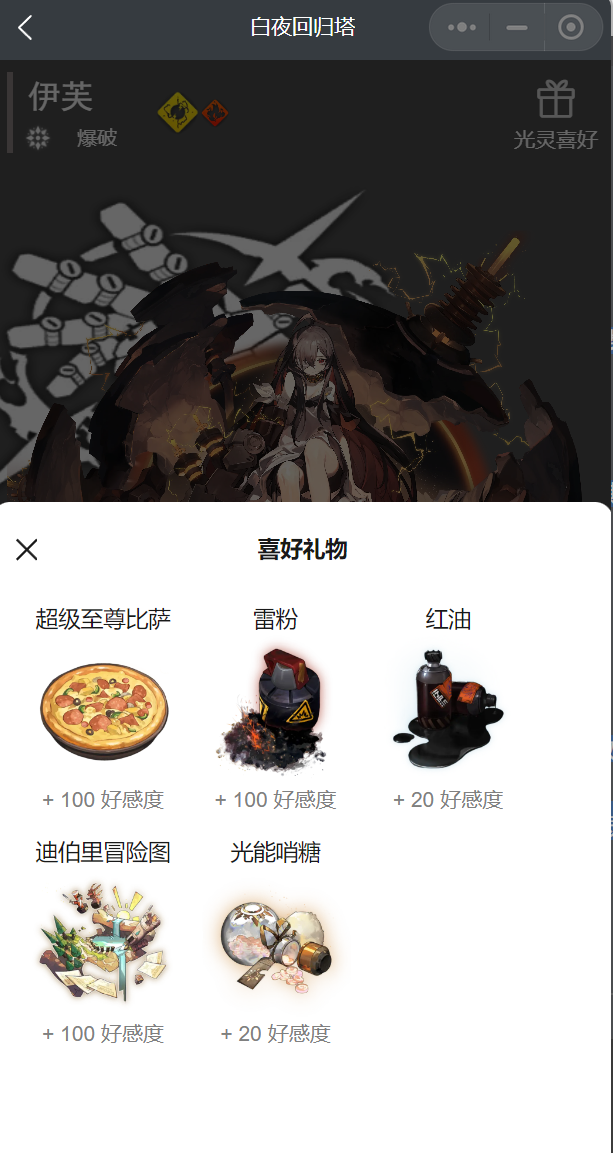 白夜回归塔
伊芙
爆破
光灵喜好
喜好礼物
超级至尊比萨
雷粉
红油
+ 100 好感度
+ 100 好感度
+ 20 好感度
迪伯里冒险图
光能哨糖
+ 100 好感度
+ 20 好感度